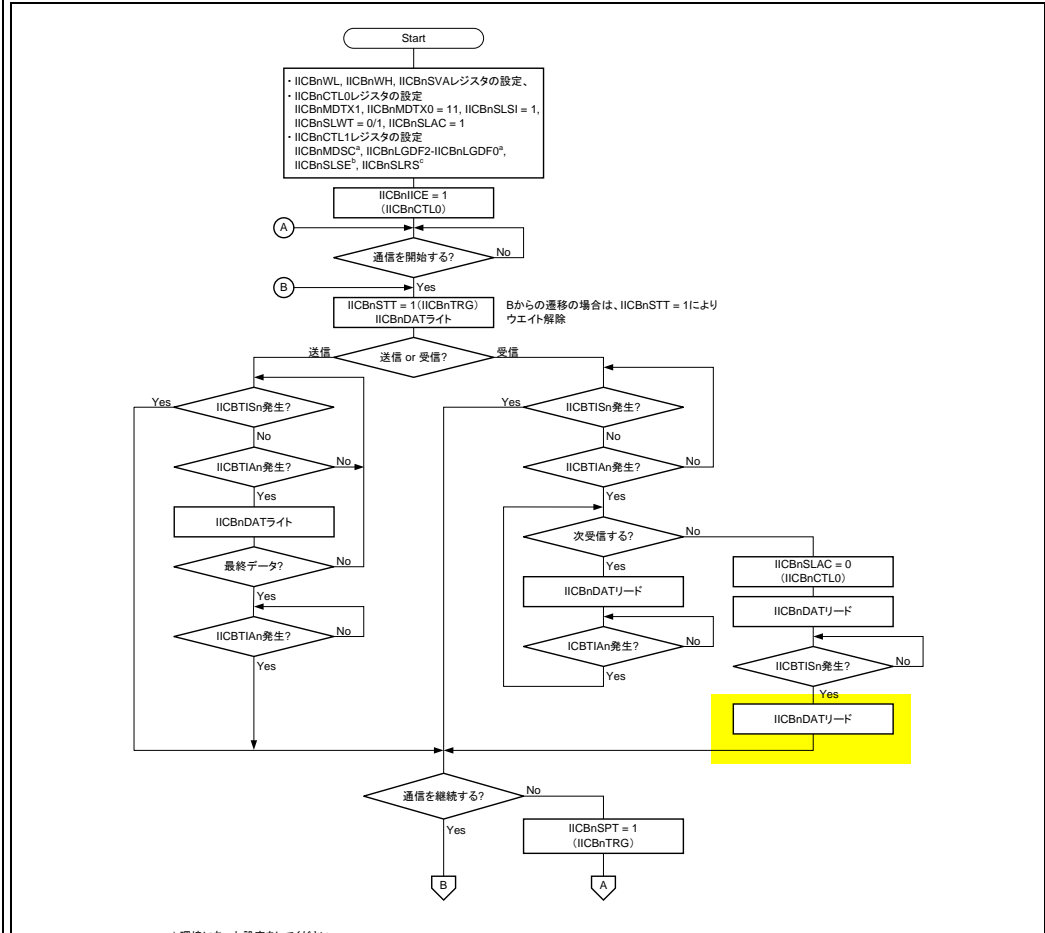 Start
・IICBnWL, IICBnWH, IICBnSVAレジスタの設定、
・IICBnCTL0レジスタの設定
IICBnMDTX1, IICBnMDTX0 = 11, IICBnSLSI = 1,
IICBnSLWT = 0/1, IICBnSLAC = 1
・IICBnCTL1レジスタの設定
IICBnMDSCa, IICBnLGDF2-IICBnLGDF0a,
IICBnSLSEb, IICBnSLRSc
IICBnIICE = 1
(IICBnCTL0)
A
通信を開始する?
No
Yes
B
IICBnSTT = 1(IICBnTRG)
IICBnDATライト
Bからの遷移の場合は、IICBnSTT = 1により
ウエイト解除
送信 or 受信?
送信
受信
IICBTISn発生?
Yes
No
IICBTIAn発生?
No
Yes
IICBnDATライト
最終データ?
No
Yes
IICBTIAn発生?
No
Yes
IICBTISn発生?
Yes
No
IICBTIAn発生?
No
Yes
次受信する?
No
Yes
IICBnDATリード
ICBTIAn発生?
No
Yes
IICBnSLAC = 0
(IICBnCTL0)
IICBnDATリード
IICBTISn発生?
No
Yes
IICBnDATリード
通信を継続する?
No
Yes
IICBnSPT = 1
(IICBnTRG)
B
A